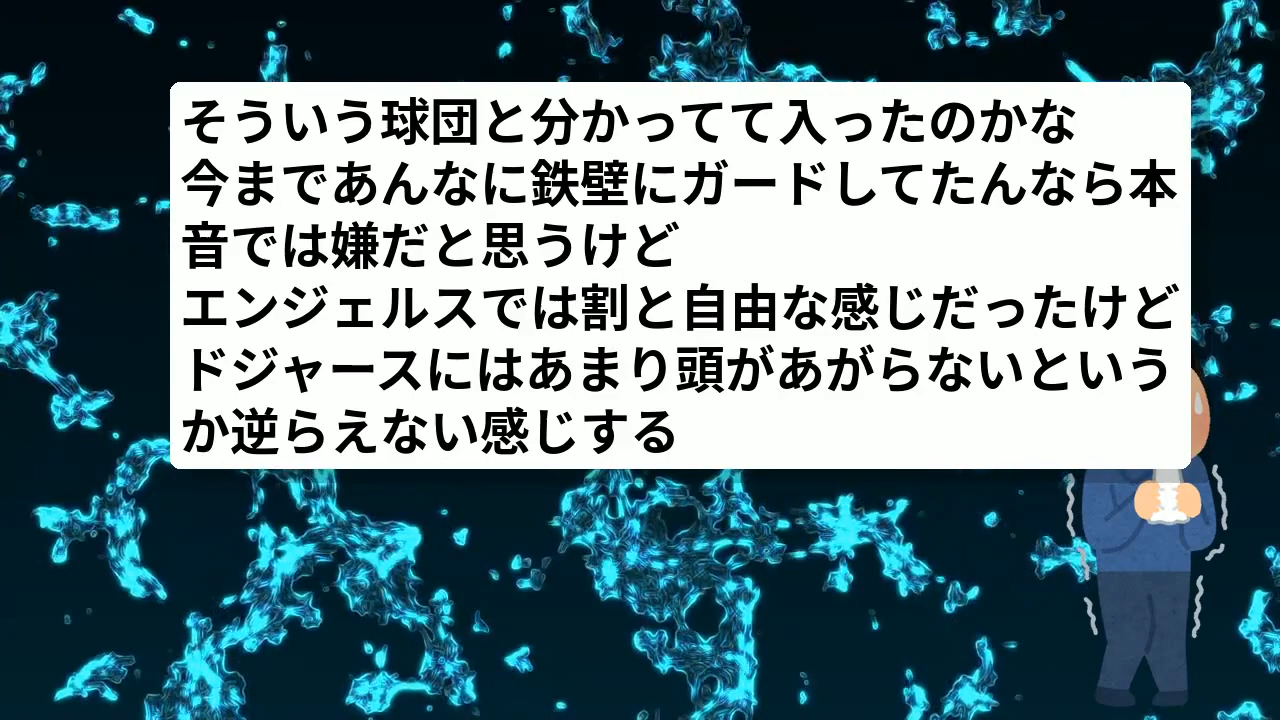 そういう球団と分かってて入ったのかな
今まであんなに鉄壁にガードしてたんなら本
音では嫌だと思うけど
エンジェルスでは割と自由な感じだったけど
ドジャースにはあまり頭があがらないという
か逆らえない感じする